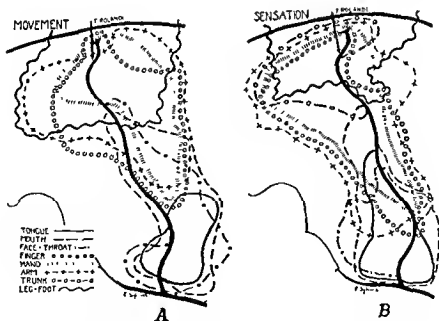 MOVEMENT
F. ROLANDI
SENSATION
F. ROLANDI
TONGUE
MOUTH
FACE-THROAT
FINGER
HAND
ARM
TRUNK
LEG-FOOT
A
B